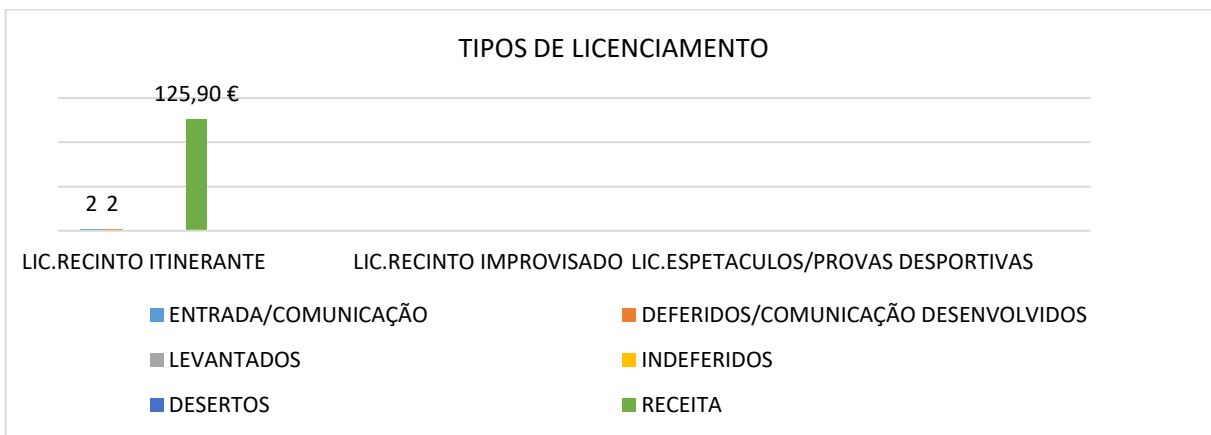 TIPOS DE LICENCIAMENTO
125,90 €
2 2
LIC.RECINTO ITINERANTE LIC.RECINTO IMPROVISADO LIC.ESPETACULOS/PROVAS DESPORTIVAS
ENTRADA/COMUNICAÇÃO DEFERIDOS/COMUNICAÇÃO DESENVOLVIDOS
LEVANTADOS INDEFERIDOS
DESERTOS RECEITA